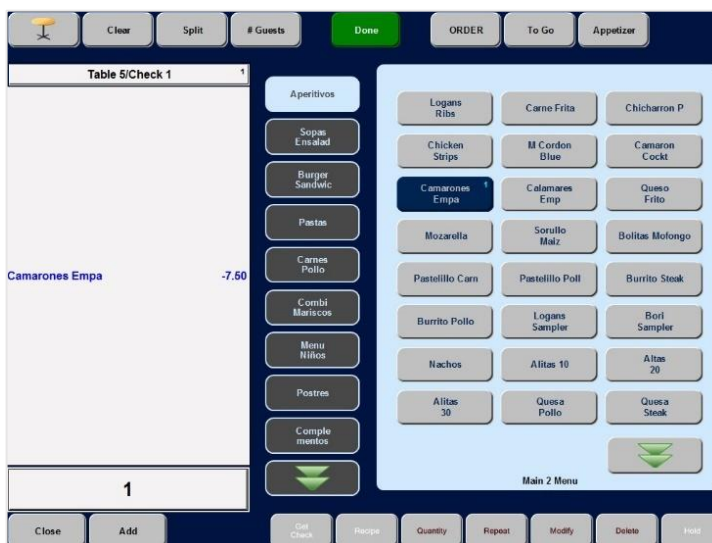 Clear
Split
# Guests
Done
ORDER
To Go
Appetizer
Table 5/Check 1
1
Camarones Empa -7.50
1
Aperitivos
Sopas
Ensalad
Burger
Sandwic
Pastas
Carnes
Pollo
Combi
Mariscos
Menu
Niños
Postres
Comple
mentos
Logans
Ribs
Carne Frita
Chicharron P
Chicken
Strips
M Cordon
Blue
Camaron
Cockt
Camarones
Empa
1
Calamares
Emp
Queso
Frito
Mozarella
Sorullo
Maiz
Bolitas Mofongo
Pastelillo Carn
Pastelillo Poll
Burrito Steak
Burrito Pollo
Logans
Sampler
Bori
Sampler
Nachos
Alitas 10
Altas
20
Alitas
30
Quesa
Pollo
Quesa
Steak
Main 2 Menu
Close
Add
Get
Check
Recipe
Quantity
Repeat
Modify
Delete
Hold